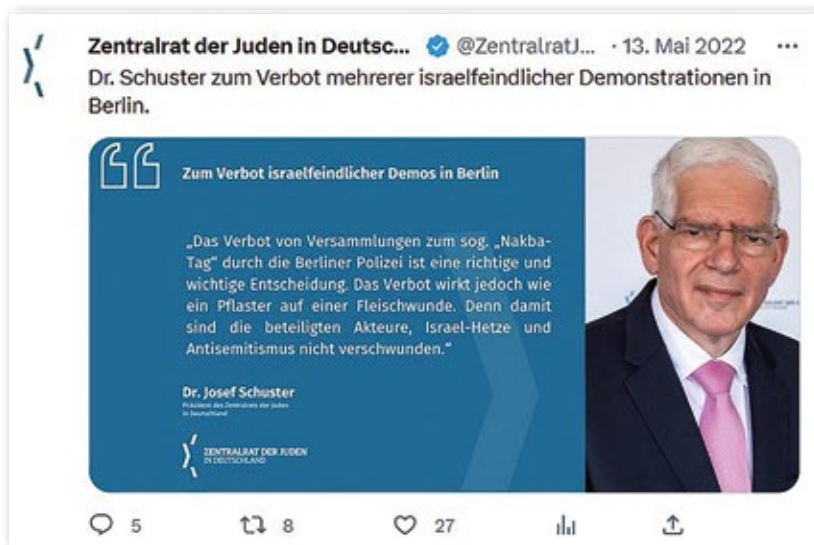 Zentralrat der Juden in Deutsc... @ZentralratJ... · 13. Mai 2022 ...
Dr. Schuster zum Verbot mehrerer israelfeindlicher Demonstrationen in
Berlin.
Zum Verbot israelfeindlicher Demos in Berlin
„Das Verbot von Versammlungen zum sog. „Nakba-
Tag“ durch die Berliner Polizei ist eine richtige und
wichtige Entscheidung. Das Verbot wirkt jedoch wie
ein Pflaster auf einer Fleischwunde. Denn damit
sind die beteiligten Akteure, Israel-Hetze und
Antisemitismus nicht verschwunden.“
Dr. Josef Schuster
Präsident des Zentralrats der Juden
in Deutschland
ZENTRALRAT DER JUDEN
IN DEUTSCHLAND
5 8 27